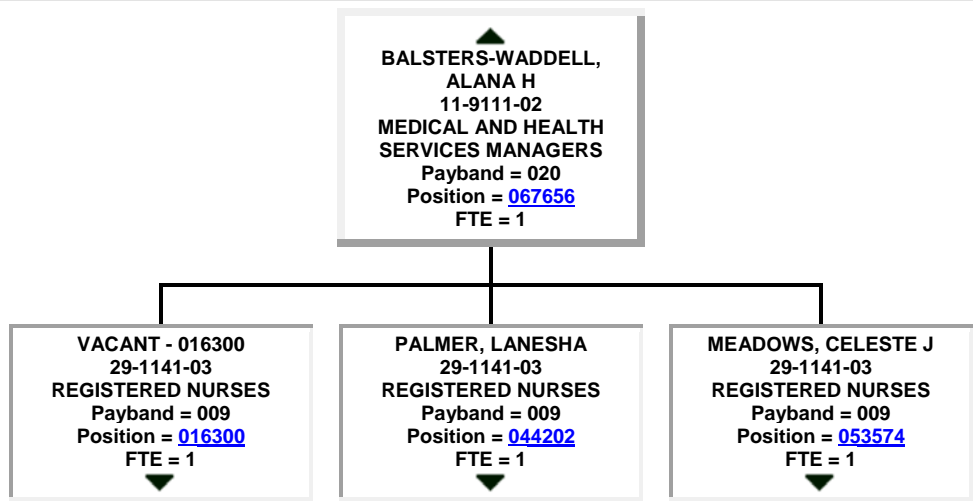 BALSTERS-WADDELL,
ALANA H
11-9111-02
MEDICAL AND HEALTH
SERVICES MANAGERS
Payband = 020
Position = 067656
FTE = 1
VACANT - 016300
29-1141-03
REGISTERED NURSES
Payband = 009
Position = 016300
FTE = 1
PALMER, LANESHA
29-1141-03
REGISTERED NURSES
Payband = 009
Position = 044202
FTE = 1
MEADOWS, CELESTE J
29-1141-03
REGISTERED NURSES
Payband = 009
Position = 053574
FTE = 1